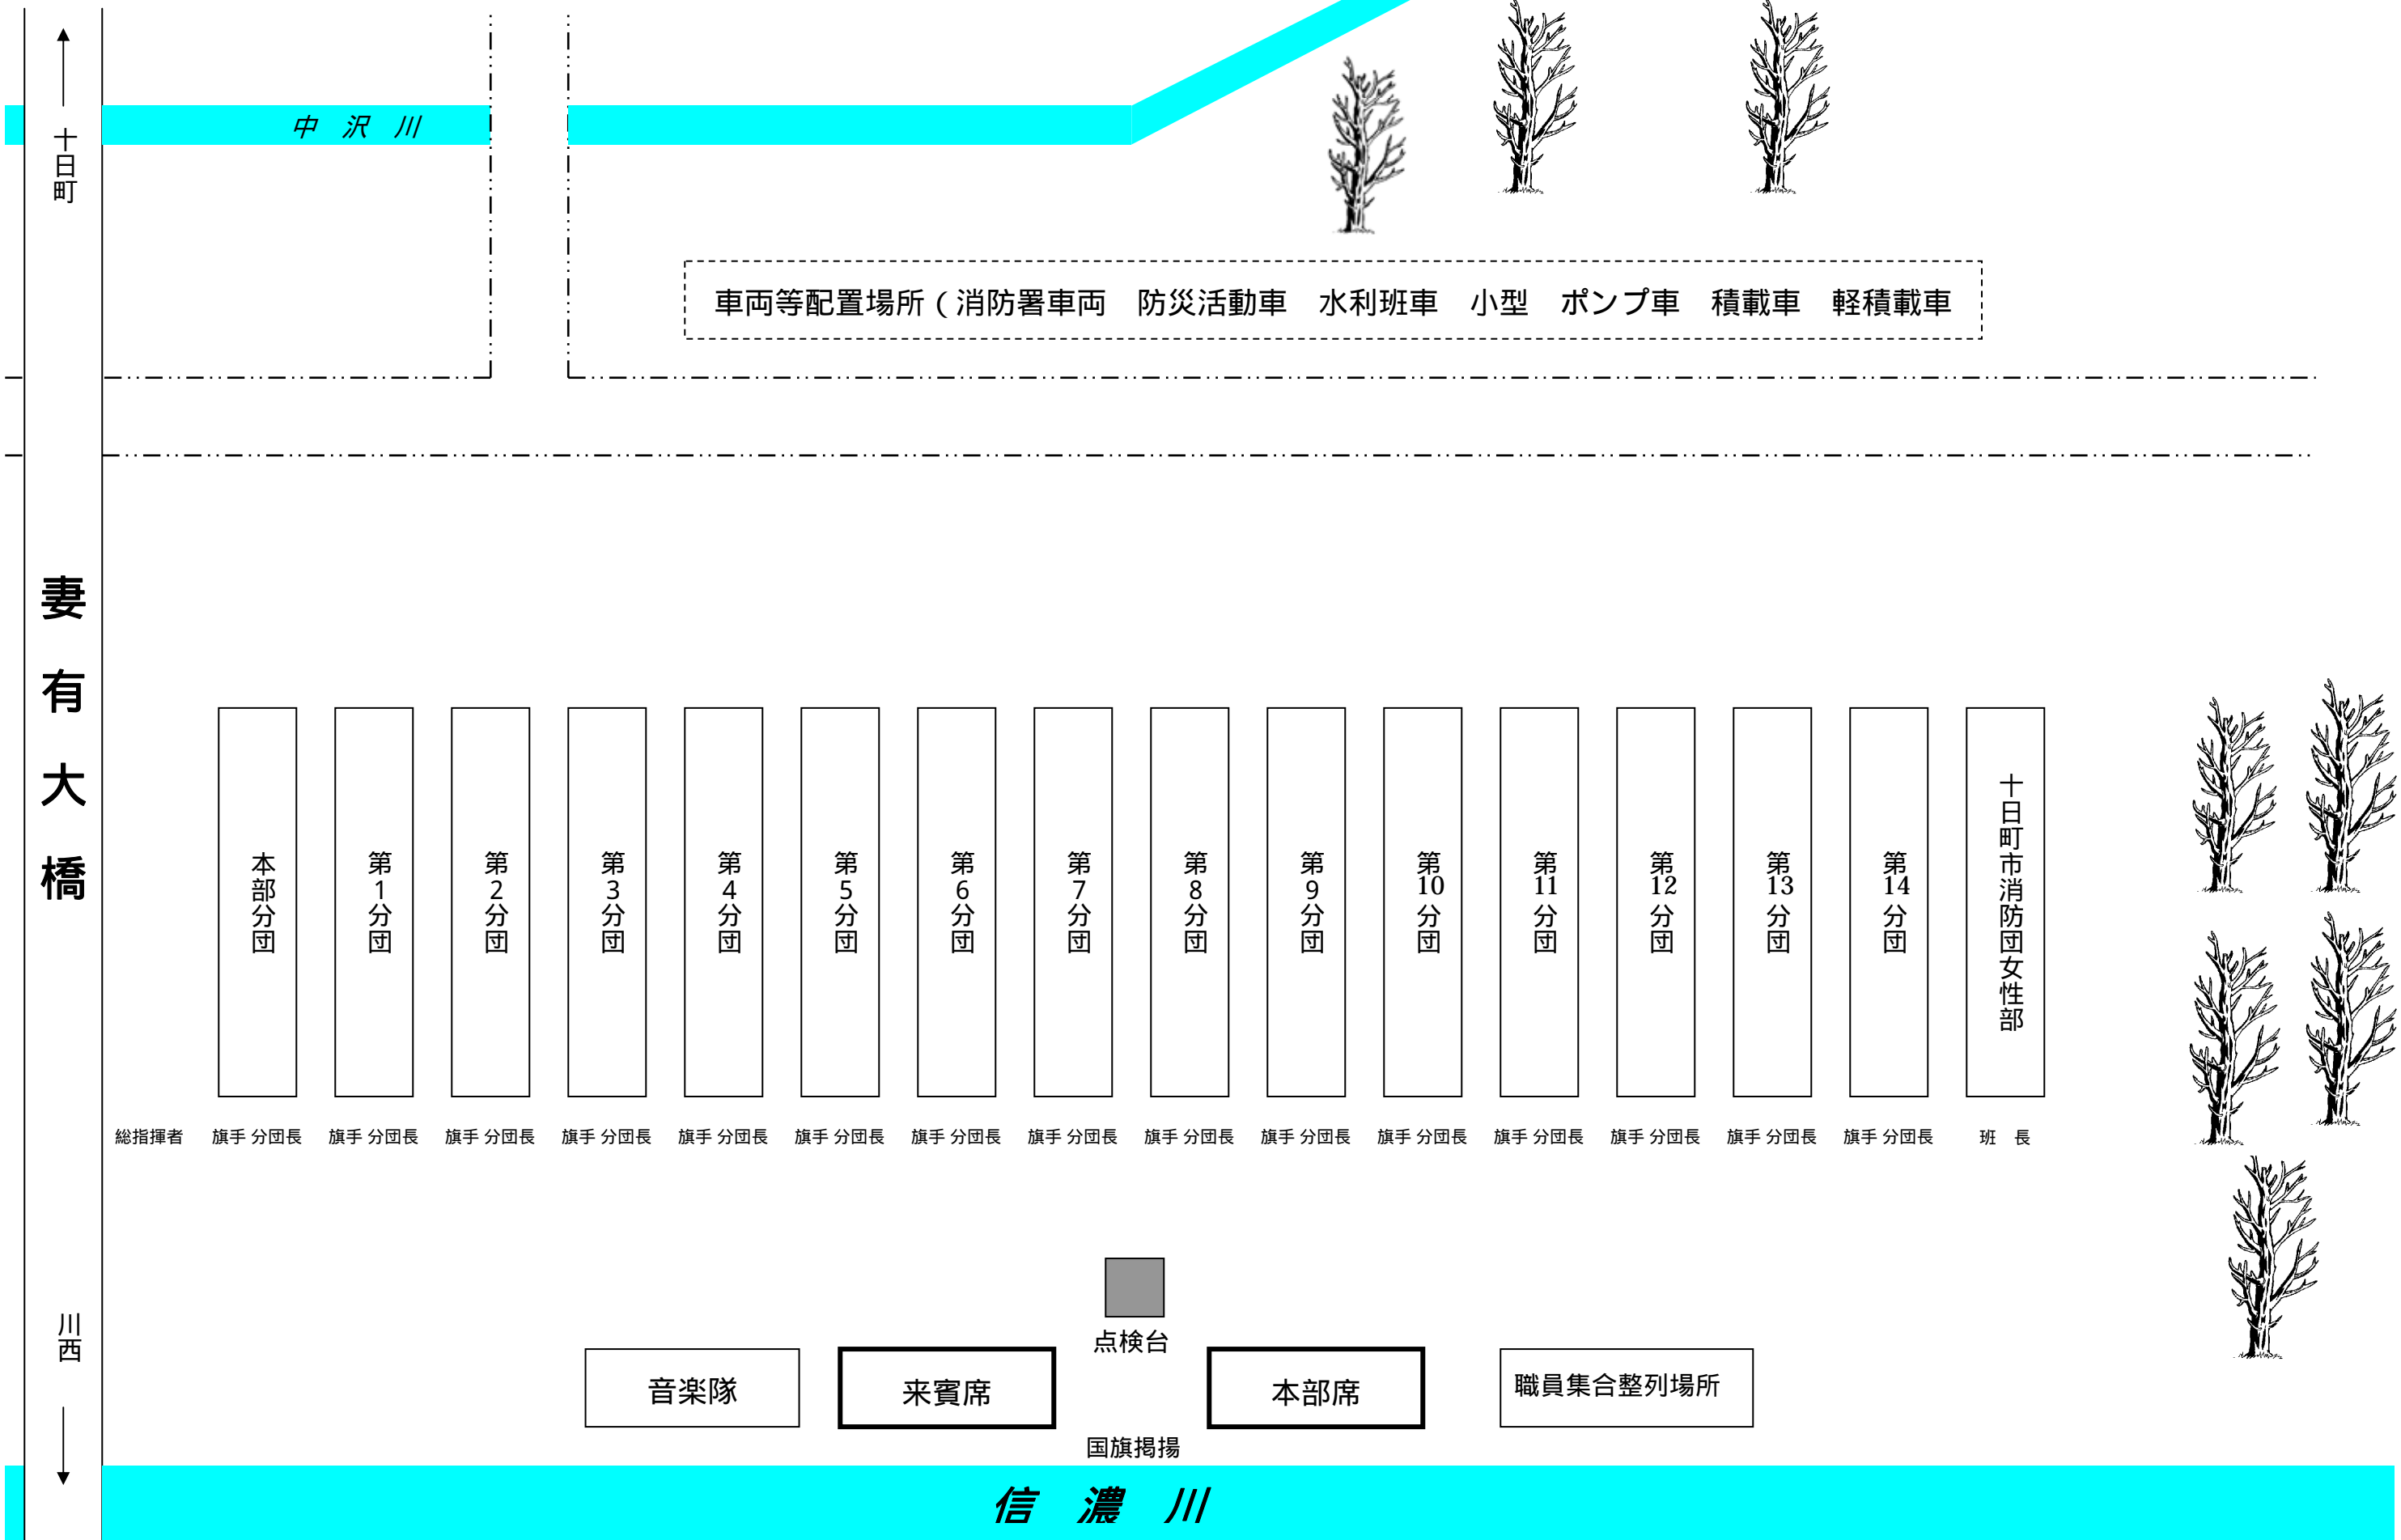 十日町
中　沢　川
車両等配置場所（消防署車両　防災活動車　水利班車　小型　ポンプ車　積載車　軽積載車
妻有大橋
本部分団
第1分団
第2分団
第3分団
第4分団
第5分団
第6分団
第7分団
第8分団
第9分団
第10分団
第11分団
第12分団
第13分団
第14分団
十日町市消防団女性部
総指揮者　旗手 分団長　旗手 分団長　旗手 分団長　旗手 分団長　旗手 分団長　旗手 分団長　旗手 分団長　旗手 分団長　旗手 分団長　旗手 分団長　旗手 分団長　旗手 分団長　旗手 分団長　旗手 分団長　旗手 分団長　班　長
川西
点検台
音楽隊
来賓席
本部席
職員集合整列場所
国旗掲揚
信　濃　川